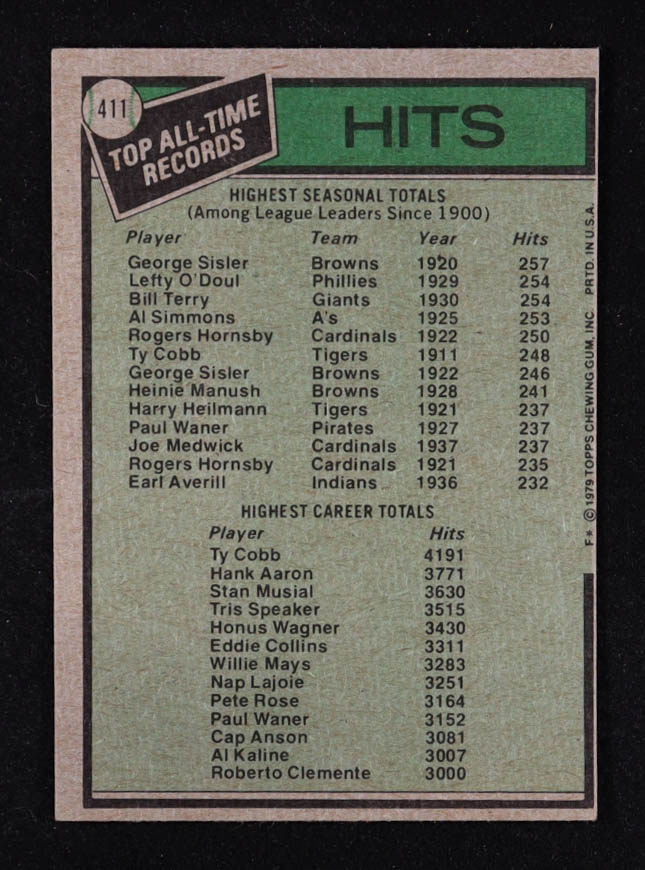 411
TOP ALL-TIME
RECORDS
HITS
HIGHEST SEASONAL TOTALS
(Among League Leaders Since 1900)
Player Team Year Hits
George Sisler Browns 1920 257
Lefty O'Doul Phillies 1929 254
Bill Terry Giants 1930 254
Al Simmons A's 1925 253
Rogers Hornsby Cardinals 1922 250
Ty Cobb Tigers 1911 248
George Sisler Browns 1922 246
Heinie Manush Browns 1928 241
Harry Heilmann Tigers 1921 237
Paul Waner Pirates 1927 237
Joe Medwick Cardinals 1937 237
Rogers Hornsby Cardinals 1921 235
Earl Averill Indians 1936 232
HIGHEST CAREER TOTALS
Player Hits
Ty Cobb 4191
Hank Aaron 3771
Stan Musial 3630
Tris Speaker 3515
Honus Wagner 3430
Eddie Collins 3311
Willie Mays 3283
Nap Lajoie 3251
Pete Rose 3164
Paul Waner 3152
Cap Anson 3081
Al Kaline 3007
Roberto Clemente 3000
F* © 1979 TOPPS CHEWING GUM, INC. PRTD. IN U.S.A.